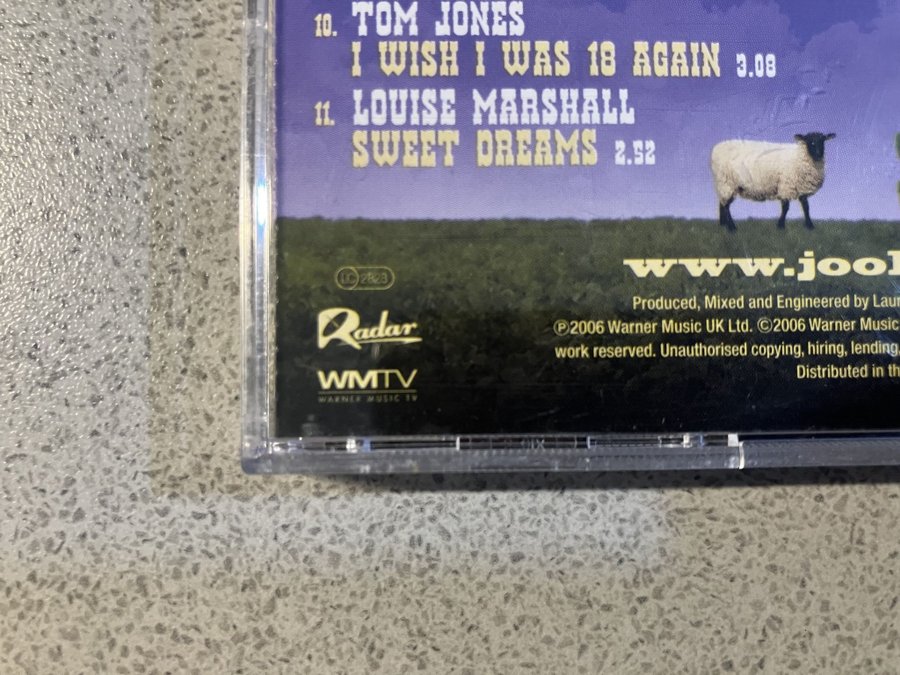 10. TOM JONES
I WISH I WAS 18 AGAIN 3.08
11. LOUISE MARSHALL
SWEET DREAMS 2.52
www.jool
LC 2828
Radar
WMTV
WARNER MUSIC TV
Produced, Mixed and Engineered by Laur
℗2006 Warner Music UK Ltd. ©2006 Warner Music
work reserved. Unauthorised copying, hiring, lending,
Distributed in th